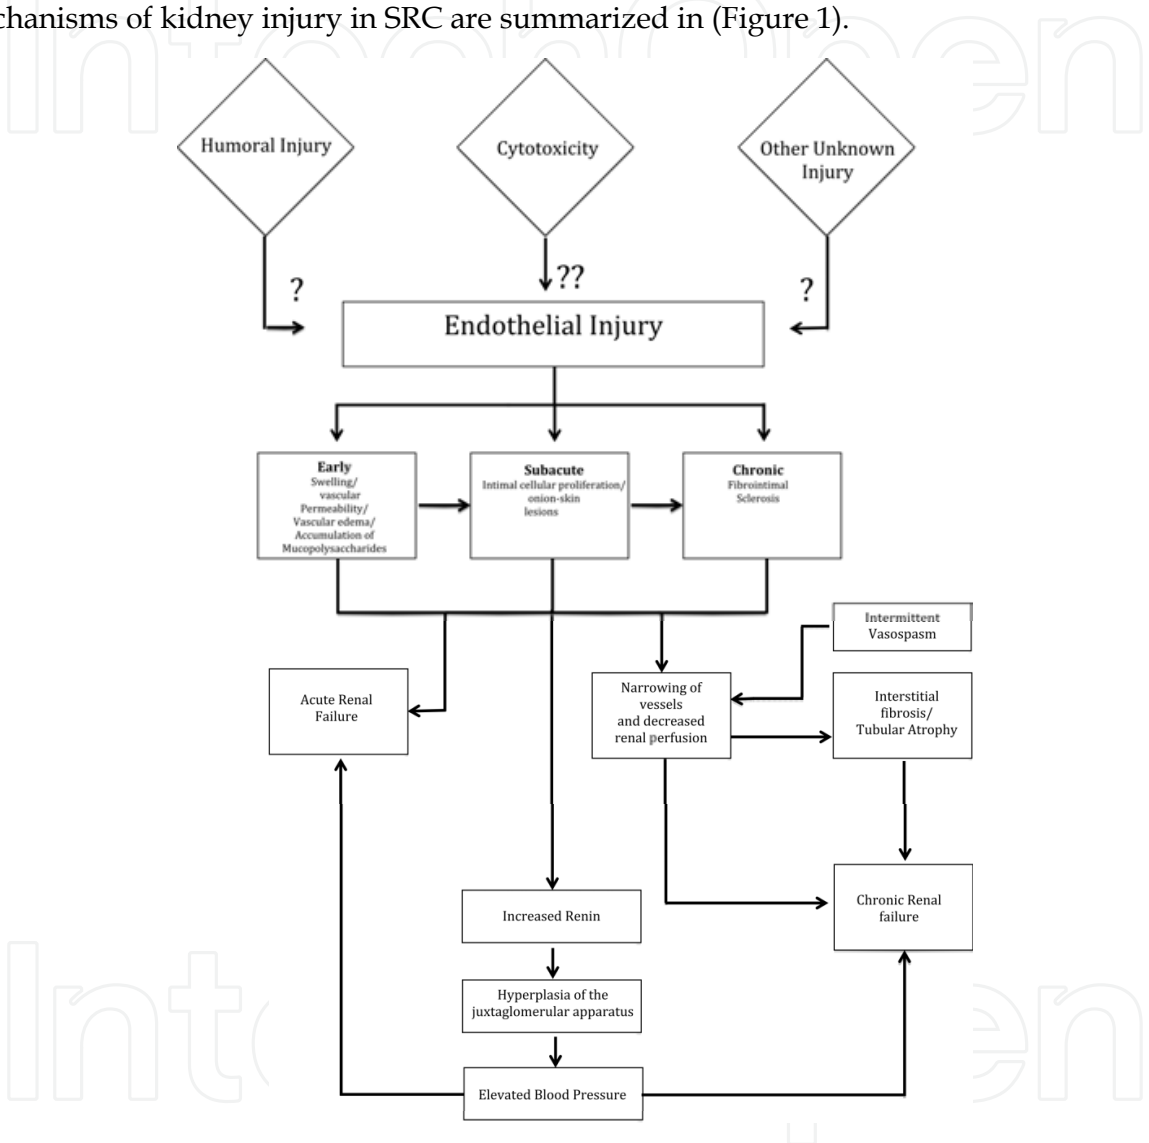 chanisms of kidney injury in SRC are summarized in (Figure 1).
IntechOpen
Humoral Injury
Cytotoxicity
Other Unknown
Injury
?
??
?
Endothelial Injury
Early
Swelling/
vascular
Permeability/
Vascular edema/
Accumulation of
Mucopolysaccharides
Subacute
Intimal cellular proliferation/
onion-skin
lesions
Chronic
Fibrointimal
Sclerosis
Intermittent
Vasospasm
Acute Renal
Failure
Narrowing of
vessels
and decreased
renal perfusion
Interstitial
fibrosis/
Tubular Atrophy
Chronic Renal
failure
Increased Renin
Hyperplasia of the
juxtaglomerular apparatus
Elevated Blood Pressure
Inte
en